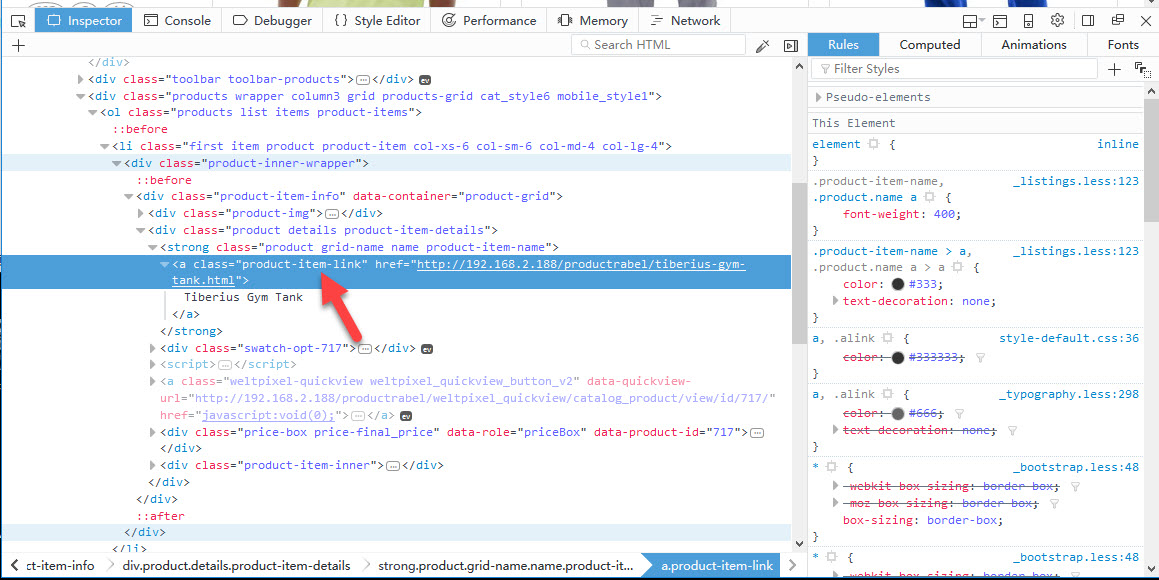 Inspector Console Debugger { } Style Editor Performance Memory Network
+ Search HTML
Rules Computed Animations Fonts
Filter Styles +
</div>
<div class="toolbar toolbar-products">…</div> ev
<div class="products wrapper column3 grid products-grid cat_style6 mobile_style1">
<ol class="products list items product-items">
::before
<li class="first item product product-item col-xs-6 col-sm-6 col-md-4 col-lg-4">
<div class="product-inner-wrapper">
::before
<div class="product-item-info" data-container="product-grid">
<div class="product-img">…</div>
<div class="product details product-item-details">
<strong class="product grid-name name product-item-name">
<a class="product-item-link" href="http://192.168.2.188/productrabel/tiberius-gym-
tank.html">
Tiberius Gym Tank
</a>
</strong>
<div class="swatch-opt-717">…</div> ev
<script>…</script>
<a class="weltpixel-quickview weltpixel_quickview_button_v2" data-quickview-
url="http://192.168.2.188/productrabel/weltpixel_quickview/catalog_product/view/id/717/"
href="javascript:void(0);">…</a> ev
<div class="price-box price-final_price" data-role="priceBox" data-product-id="717">…
</div>
<div class="product-item-inner">…</div>
</div>
</div>
::after
</div>
</li>
ct-item-info div.product.details.product-item-details strong.product.grid-name.name.product-it... a.product-item-link
Pseudo-elements
This Element
element { inline
}
.product-item-name, _listings.less:123
.product.name a {
font-weight: 400;
}
.product-item-name > a, _listings.less:123
.product.name a > a {
color: #333;
text-decoration: none;
}
a, .alink { style-default.css:36
color: #333333;
}
a, .alink { _typography.less:298
color: #666;
text-decoration: none;
}
* { _bootstrap.less:48
-webkit-box-sizing: border-box;
-moz-box-sizing: border-box;
box-sizing: border-box;
}
* { _bootstrap.less:48
-webkit-box-sizing: border-box;